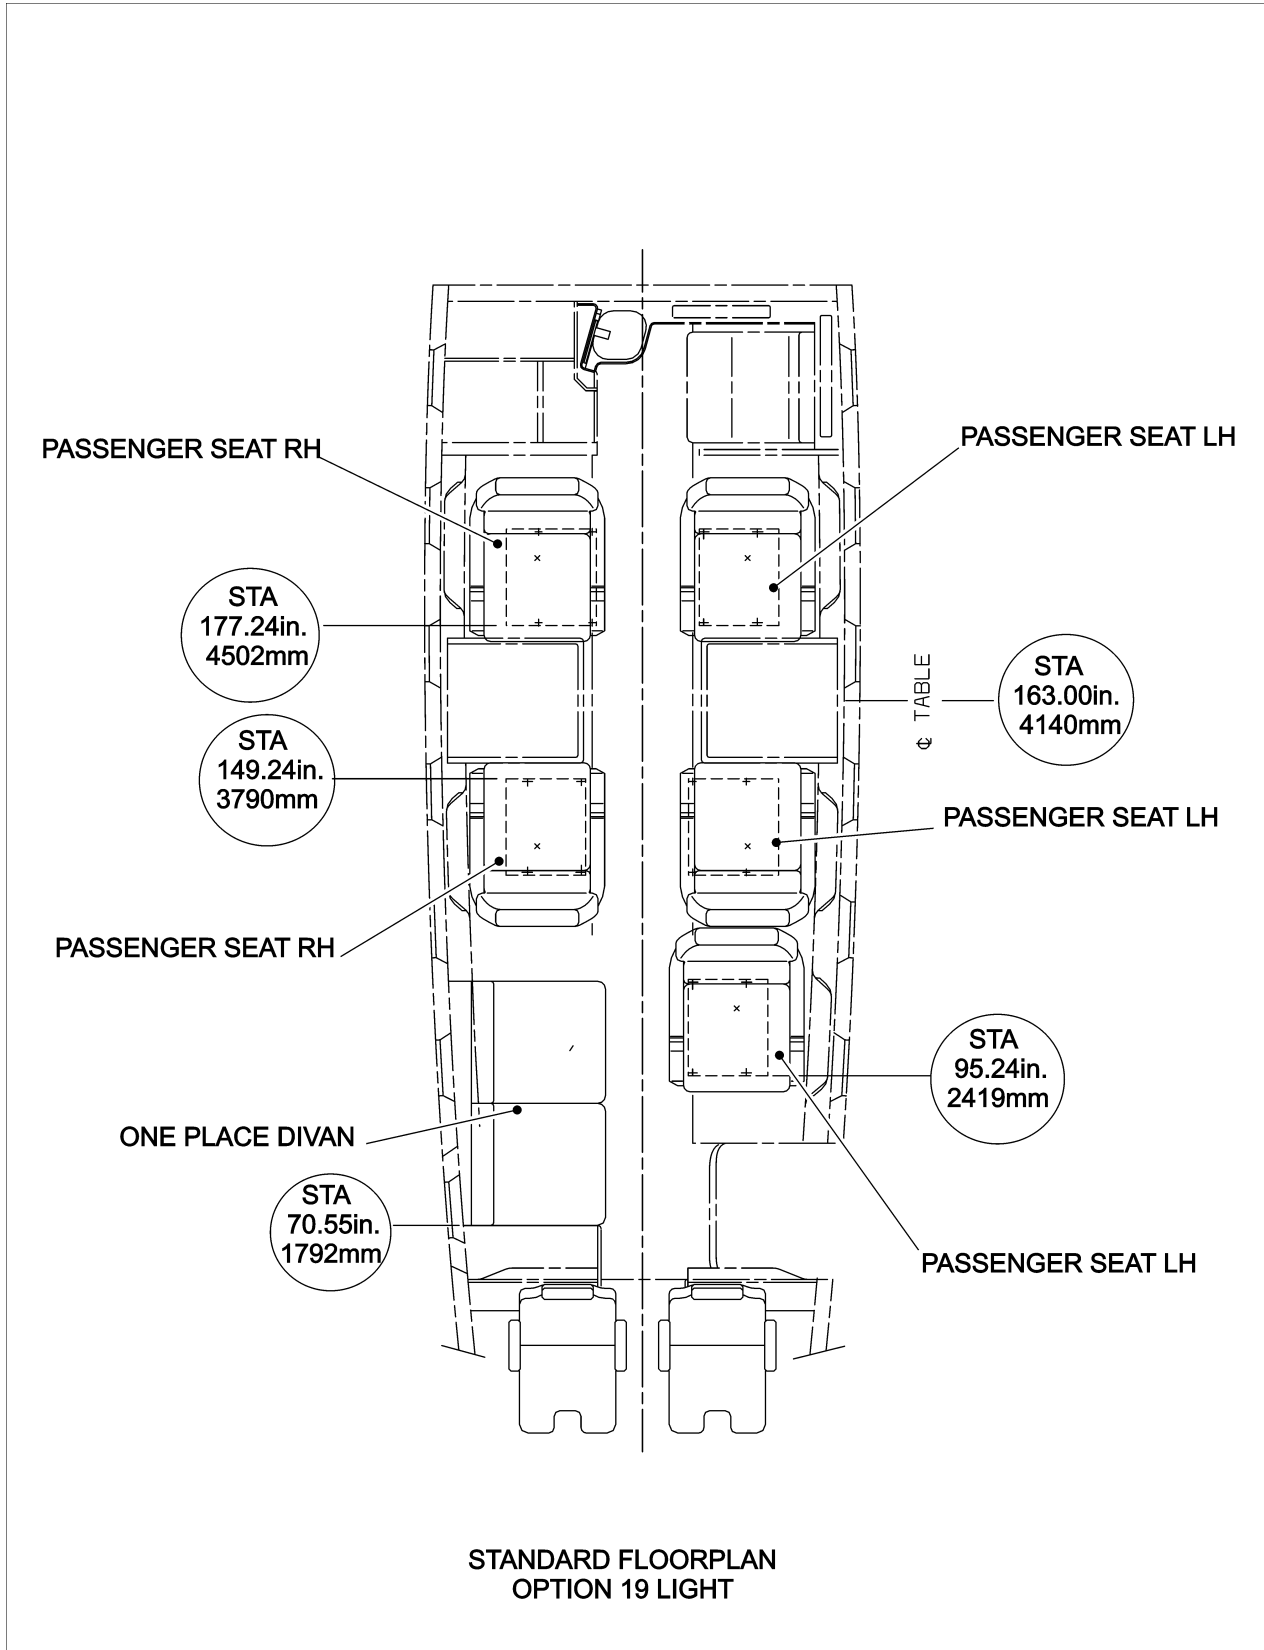 PASSENGER SEAT LH
PASSENGER SEAT RH
STA
177.24in.
4502mm
℄ TABLE
STA
163.00in.
4140mm
STA
149.24in.
3790mm
PASSENGER SEAT LH
PASSENGER SEAT RH
STA
95.24in.
2419mm
ONE PLACE DIVAN
STA
70.55in.
1792mm
PASSENGER SEAT LH
STANDARD FLOORPLAN
OPTION 19 LIGHT